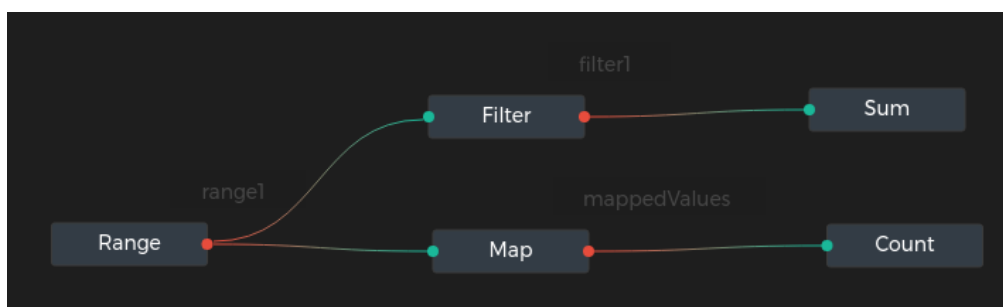 filter1
Filter
Sum
range1
mappedValues
Range
Map
Count